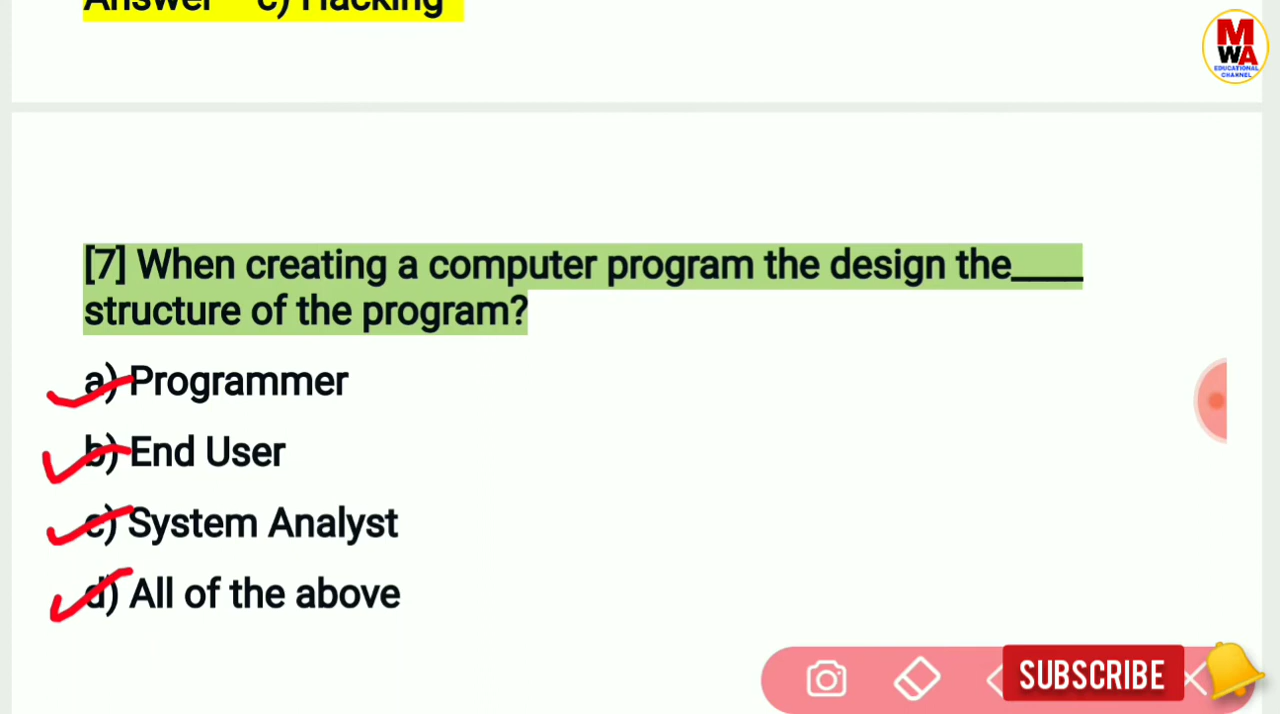 Answer c) Hacking
M
WA
EDUCATIONAL
CHANNEL
[7] When creating a computer program the design the____
structure of the program?
a) Programmer
b) End User
c) System Analyst
d) All of the above
SUBSCRIBE